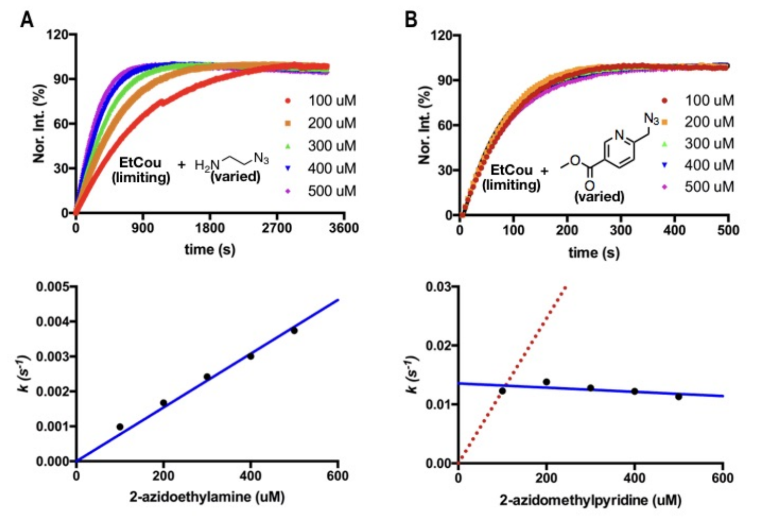 A
120
90
60
30
0
Nor. Int. (%)
100 uM
200 uM
300 uM
400 uM
500 uM
EtCou
(limiting)
+
H₂N
N₃
(varied)
0 900 1800 2700 3600
time (s)
B
120
90
60
30
0
Nor. Int. (%)
100 uM
200 uM
300 uM
400 uM
500 uM
EtCou
(limiting)
+
N₃
N
O
O
(varied)
0 100 200 300 400 500
time (s)
0.005
0.004
0.003
0.002
0.001
0.000
k (s⁻¹)
0 200 400 600
2-azidoethylamine (uM)
0.03
0.02
0.01
0.00
k (s⁻¹)
0 200 400 600
2-azidomethylpyridine (uM)